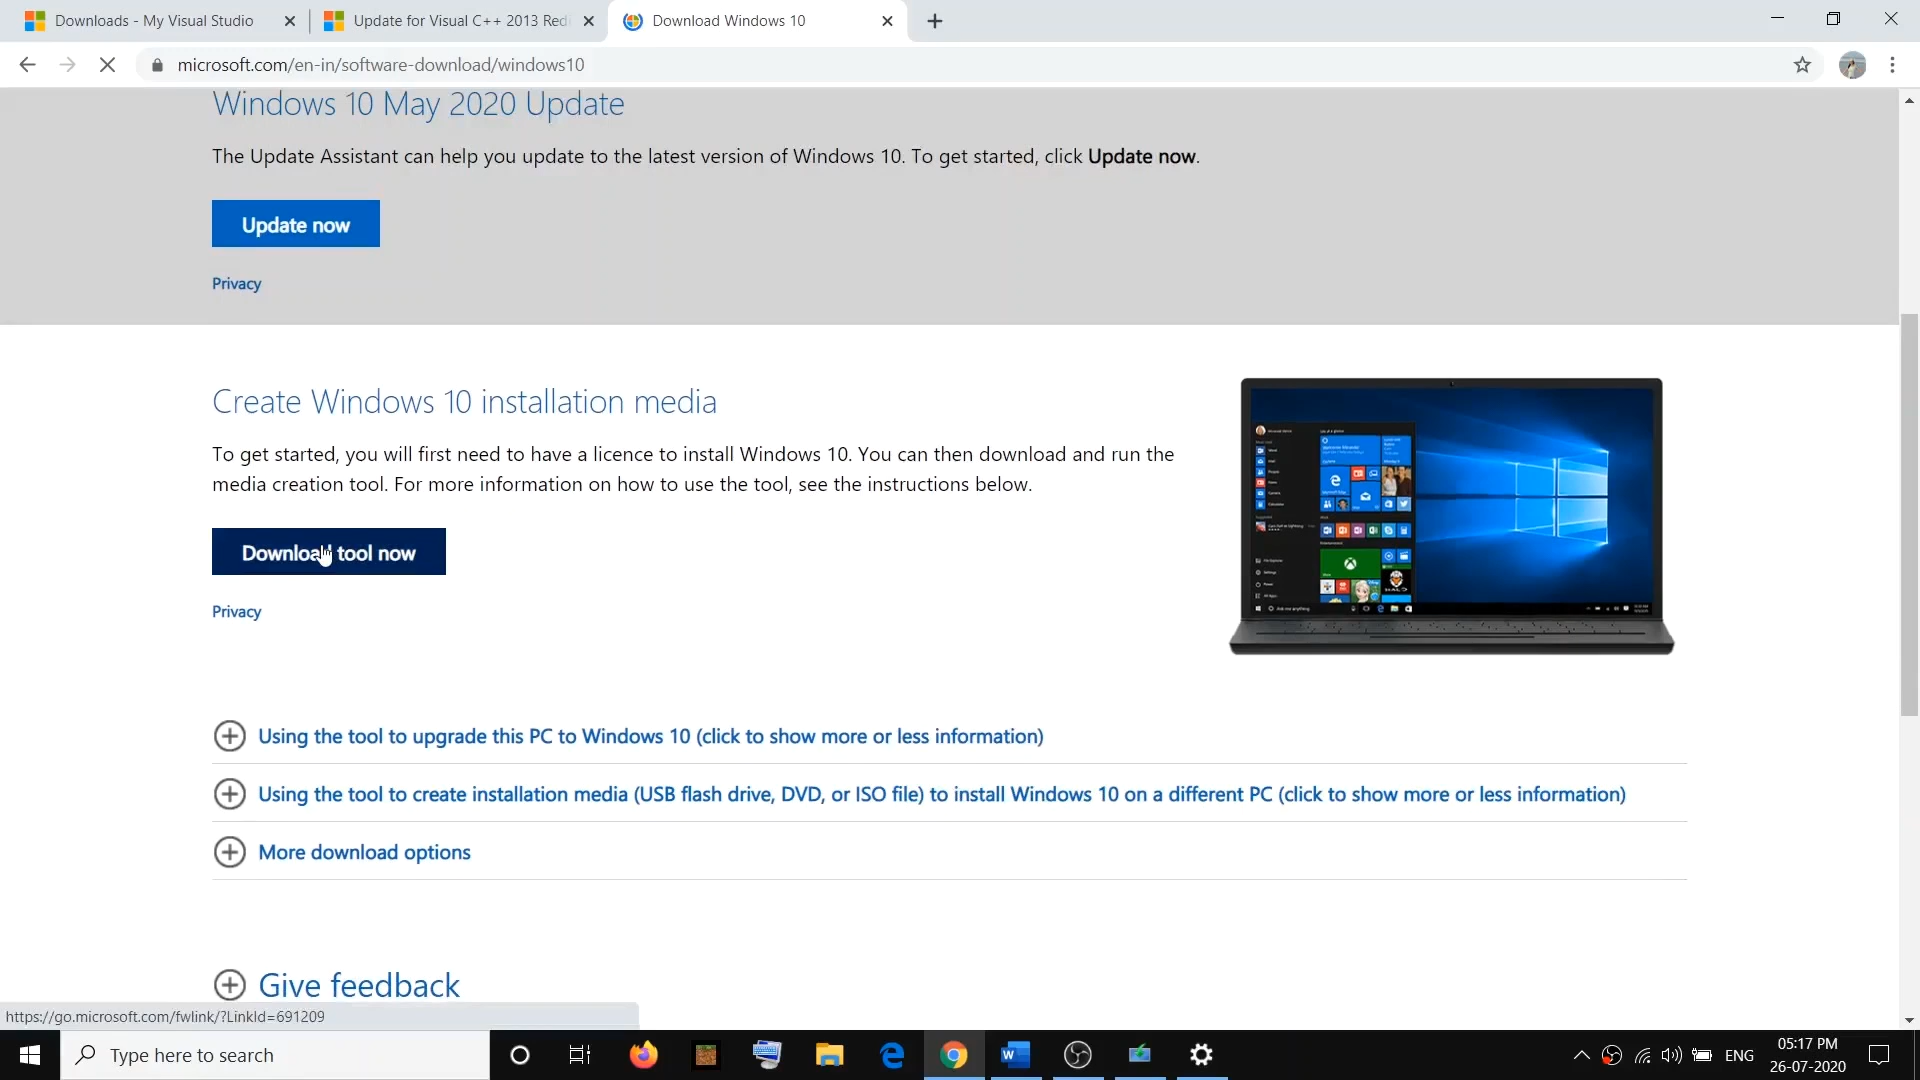 Downloads - My Visual Studio
Update for Visual C++ 2013 Red
Download Windows 10
microsoft.com/en-in/software-download/windows10
Windows 10 May 2020 Update
The Update Assistant can help you update to the latest version of Windows 10. To get started, click Update now.
Update now
Privacy
Create Windows 10 installation media
To get started, you will first need to have a licence to install Windows 10. You can then download and run the
media creation tool. For more information on how to use the tool, see the instructions below.
Download tool now
Privacy
Using the tool to upgrade this PC to Windows 10 (click to show more or less information)
Using the tool to create installation media (USB flash drive, DVD, or ISO file) to install Windows 10 on a different PC (click to show more or less information)
More download options
Give feedback
https://go.microsoft.com/fwlink/?LinkId=691209
Type here to search
ENG
05:17 PM
26-07-2020